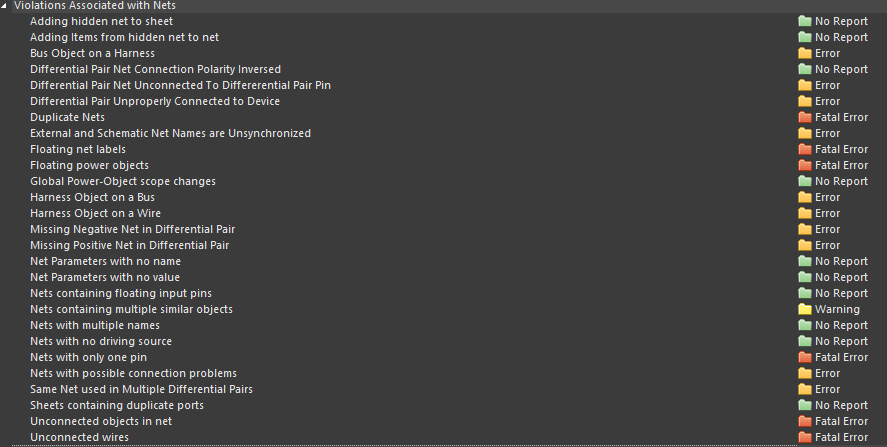 Violations Associated with Nets
Adding hidden net to sheet No Report
Adding Items from hidden net to net No Report
Bus Object on a Harness Error
Differential Pair Net Connection Polarity Inversed No Report
Differential Pair Net Unconnected To Differerential Pair Pin Error
Differential Pair Unproperly Connected to Device Error
Duplicate Nets Fatal Error
External and Schematic Net Names are Unsynchronized Error
Floating net labels Fatal Error
Floating power objects Fatal Error
Global Power-Object scope changes No Report
Harness Object on a Bus Error
Harness Object on a Wire Error
Missing Negative Net in Differential Pair Error
Missing Positive Net in Differential Pair Error
Net Parameters with no name No Report
Net Parameters with no value No Report
Nets containing floating input pins No Report
Nets containing multiple similar objects Warning
Nets with multiple names No Report
Nets with no driving source No Report
Nets with only one pin Fatal Error
Nets with possible connection problems Error
Same Net used in Multiple Differential Pairs Error
Sheets containing duplicate ports No Report
Unconnected objects in net Fatal Error
Unconnected wires Fatal Error